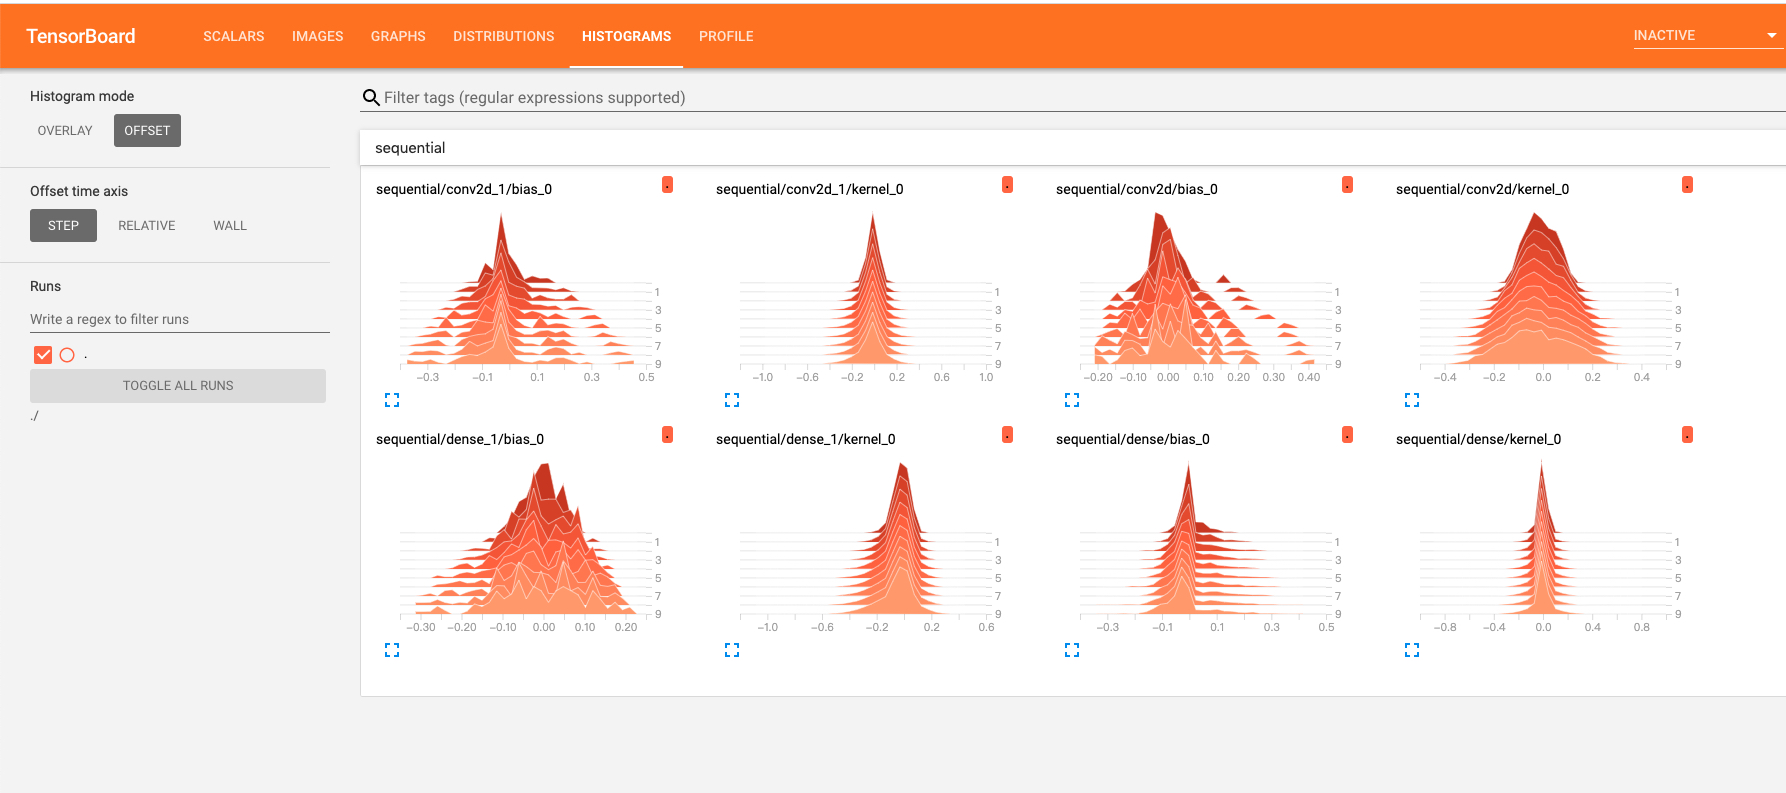 TensorBoard SCALARS IMAGES GRAPHS DISTRIBUTIONS HISTOGRAMS PROFILE INACTIVE
Histogram mode
OVERLAY OFFSET
Offset time axis
STEP RELATIVE WALL
Runs
Write a regex to filter runs
.
TOGGLE ALL RUNS
./
Filter tags (regular expressions supported)
sequential
sequential/conv2d_1/bias_0 .
1
3
5
7
9
−0.3 −0.1 0.1 0.3 0.5
sequential/conv2d_1/kernel_0 .
1
3
5
7
9
−1.0 −0.6 −0.2 0.2 0.6 1.0
sequential/conv2d/bias_0 .
1
3
5
7
9
−0.20 −0.10 0.00 0.10 0.20 0.30 0.40
sequential/conv2d/kernel_0 .
1
3
5
7
9
−0.4 −0.2 0.0 0.2 0.4
sequential/dense_1/bias_0 .
1
3
5
7
9
−0.30 −0.20 −0.10 0.00 0.10 0.20
sequential/dense_1/kernel_0 .
1
3
5
7
9
−1.0 −0.6 −0.2 0.2 0.6
sequential/dense/bias_0 .
1
3
5
7
9
−0.3 −0.1 0.1 0.3 0.5
sequential/dense/kernel_0 .
1
3
5
7
9
−0.8 −0.4 0.0 0.4 0.8